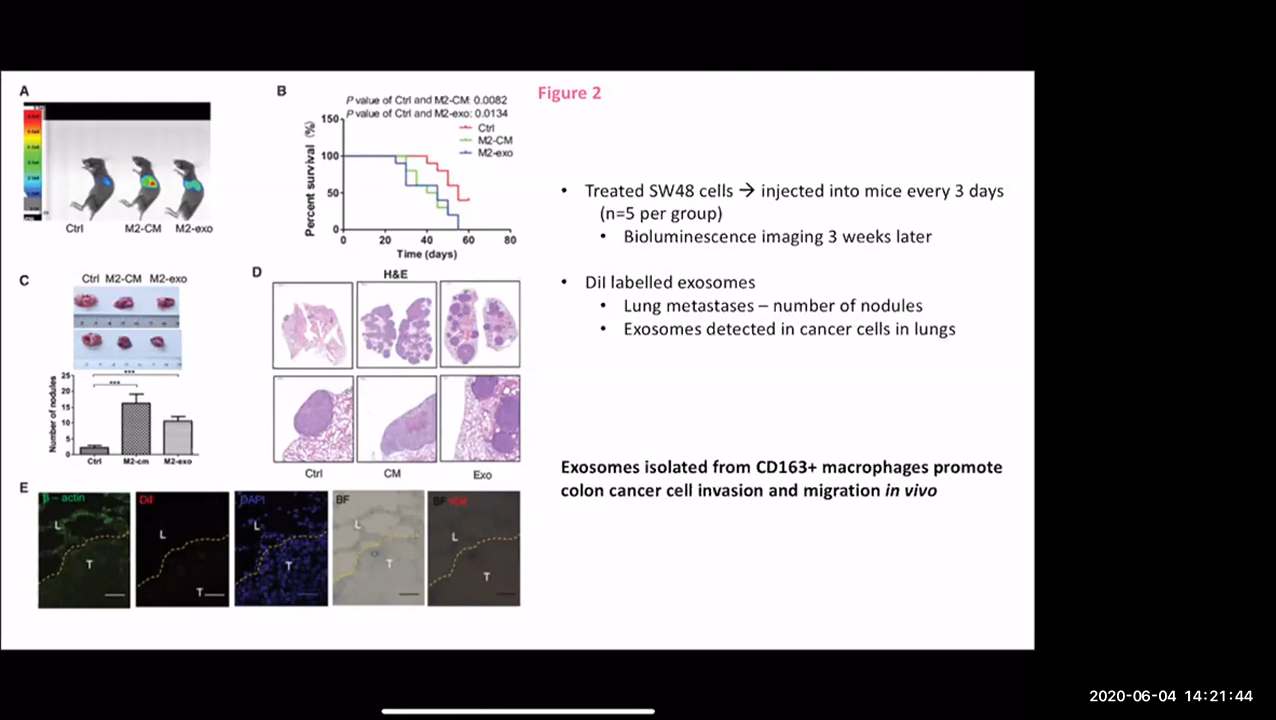 A
Ctrl
M2-CM
M2-exo
B
P value of Ctrl and M2-CM: 0.0082
P value of Ctrl and M2-exo: 0.0134
Ctrl
M2-CM
M2-exo
Percent survival (%)
150
100
50
0
0 20 40 60 80
Time (days)
C
Ctrl M2-CM M2-exo
***
***
Number of nodules
25
20
15
10
5
0
Ctrl M2-cm M2-exo
D
H&E
Ctrl CM Exo
E
β – actin
L
T
DiI
L
T
DAPI
L
T
BF
L
T
BF
L
T
Figure 2
• Treated SW48 cells → injected into mice every 3 days
(n=5 per group)
• Bioluminescence imaging 3 weeks later
• DiI labelled exosomes
• Lung metastases – number of nodules
• Exosomes detected in cancer cells in lungs
Exosomes isolated from CD163+ macrophages promote
colon cancer cell invasion and migration in vivo
2020-06-04 14:21:44